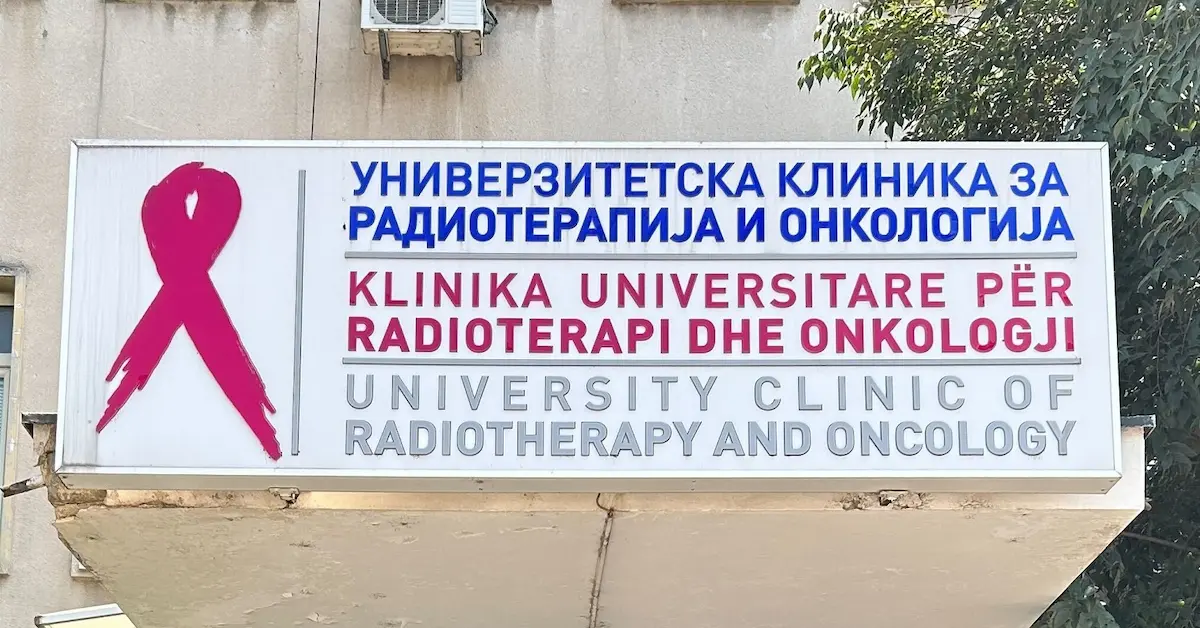 УНИВЕРЗИТЕТСКА КЛИНИКА ЗА
РАДИОТЕРАПИЈА И ОНКОЛОГИЈА
KLINIKA UNIVERSITARE PËR
RADIOTERAPI DHE ONKOLOGJI
UNIVERSITY CLINIC OF
RADIOTHERAPY AND ONCOLOGY